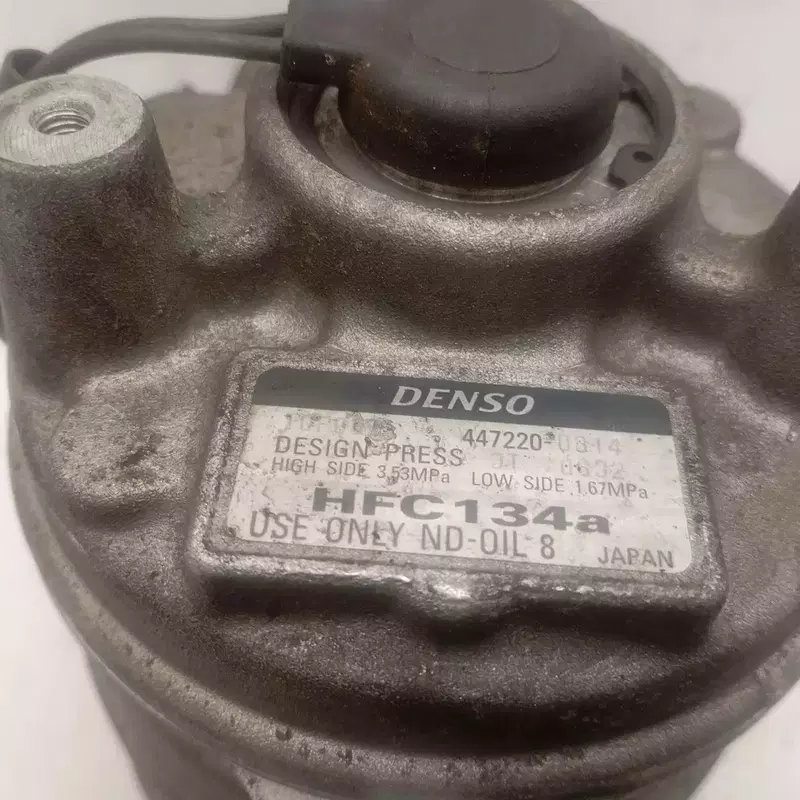 DENSO
447220-0814
DESIGN PRESS
HIGH SIDE 3.53MPa LOW SIDE 1.67MPa
HFC134a
USE ONLY ND-OIL 8 JAPAN